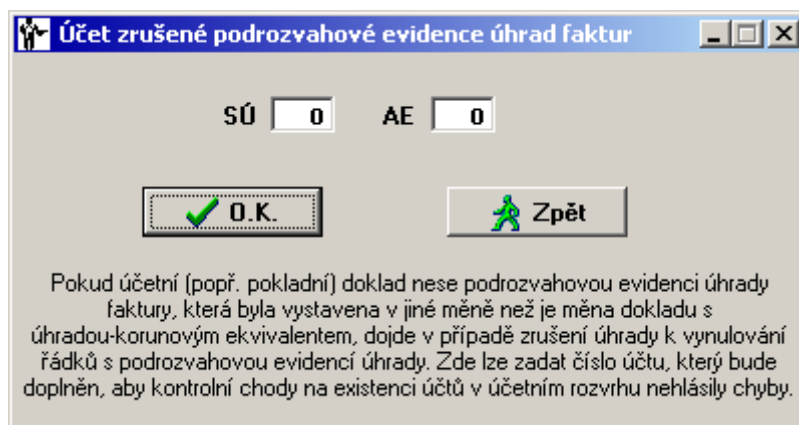 Účet zrušené podrozvahové evidence úhrad faktur
SÚ 0 AE 0
O.K. Zpět
Pokud účetní (popř. pokladní) doklad nese podrozvahovou evidenci úhrady
faktury, která byla vystavena v jiné měně než je měna dokladu s
úhradou-korunovým ekvivalentem, dojde v případě zrušení úhrady k vynulování
řádků s podrozvahovou evidencí úhrady. Zde lze zadat číslo účtu, který bude
doplněn, aby kontrolní chody na existenci účtů v účetním rozvrhu nehlásily chyby.